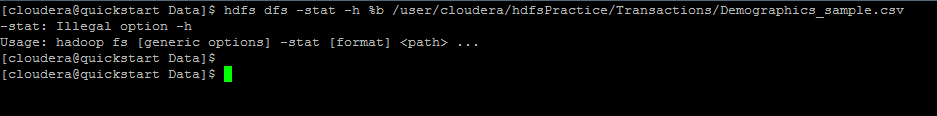 [cloudera@quickstart Data]$ hdfs dfs -stat -h %b /user/cloudera/hdfsPractice/Transactions/Demographics_sample.csv
-stat: Illegal option -h
Usage: hadoop fs [generic options] -stat [format] <path> ...
[cloudera@quickstart Data]$
[cloudera@quickstart Data]$